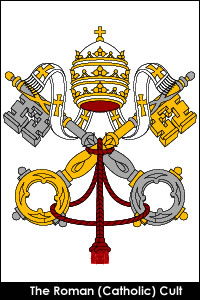 The Roman (Catholic) Cult